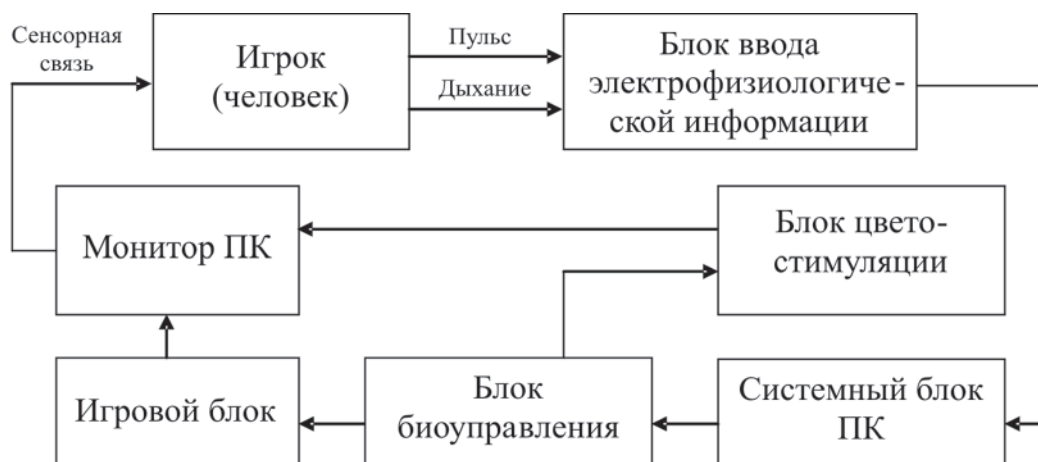 Сенсорная
связь
Игрок
(человек)
Пульс
Дыхание
Блок ввода
электрофизиологиче-
ской информации
Монитор ПК
Блок цвето-
стимуляции
Игровой блок
Блок
биоуправления
Системный блок
ПК